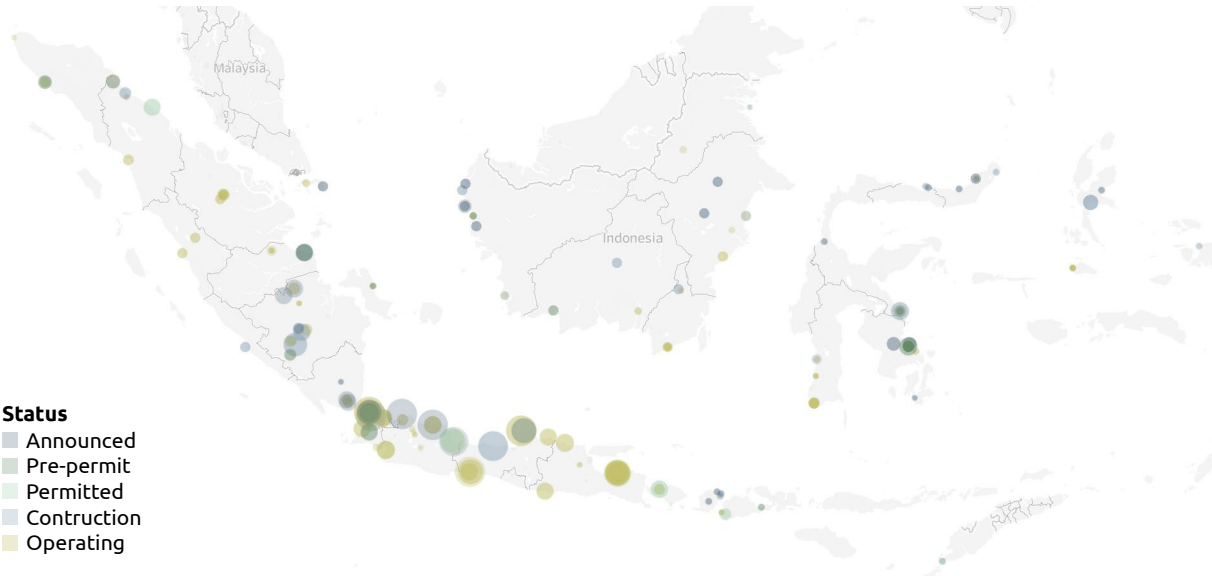 Malaysia
Indonesia
Status
Announced
Pre-permit
Permitted
Contruction
Operating